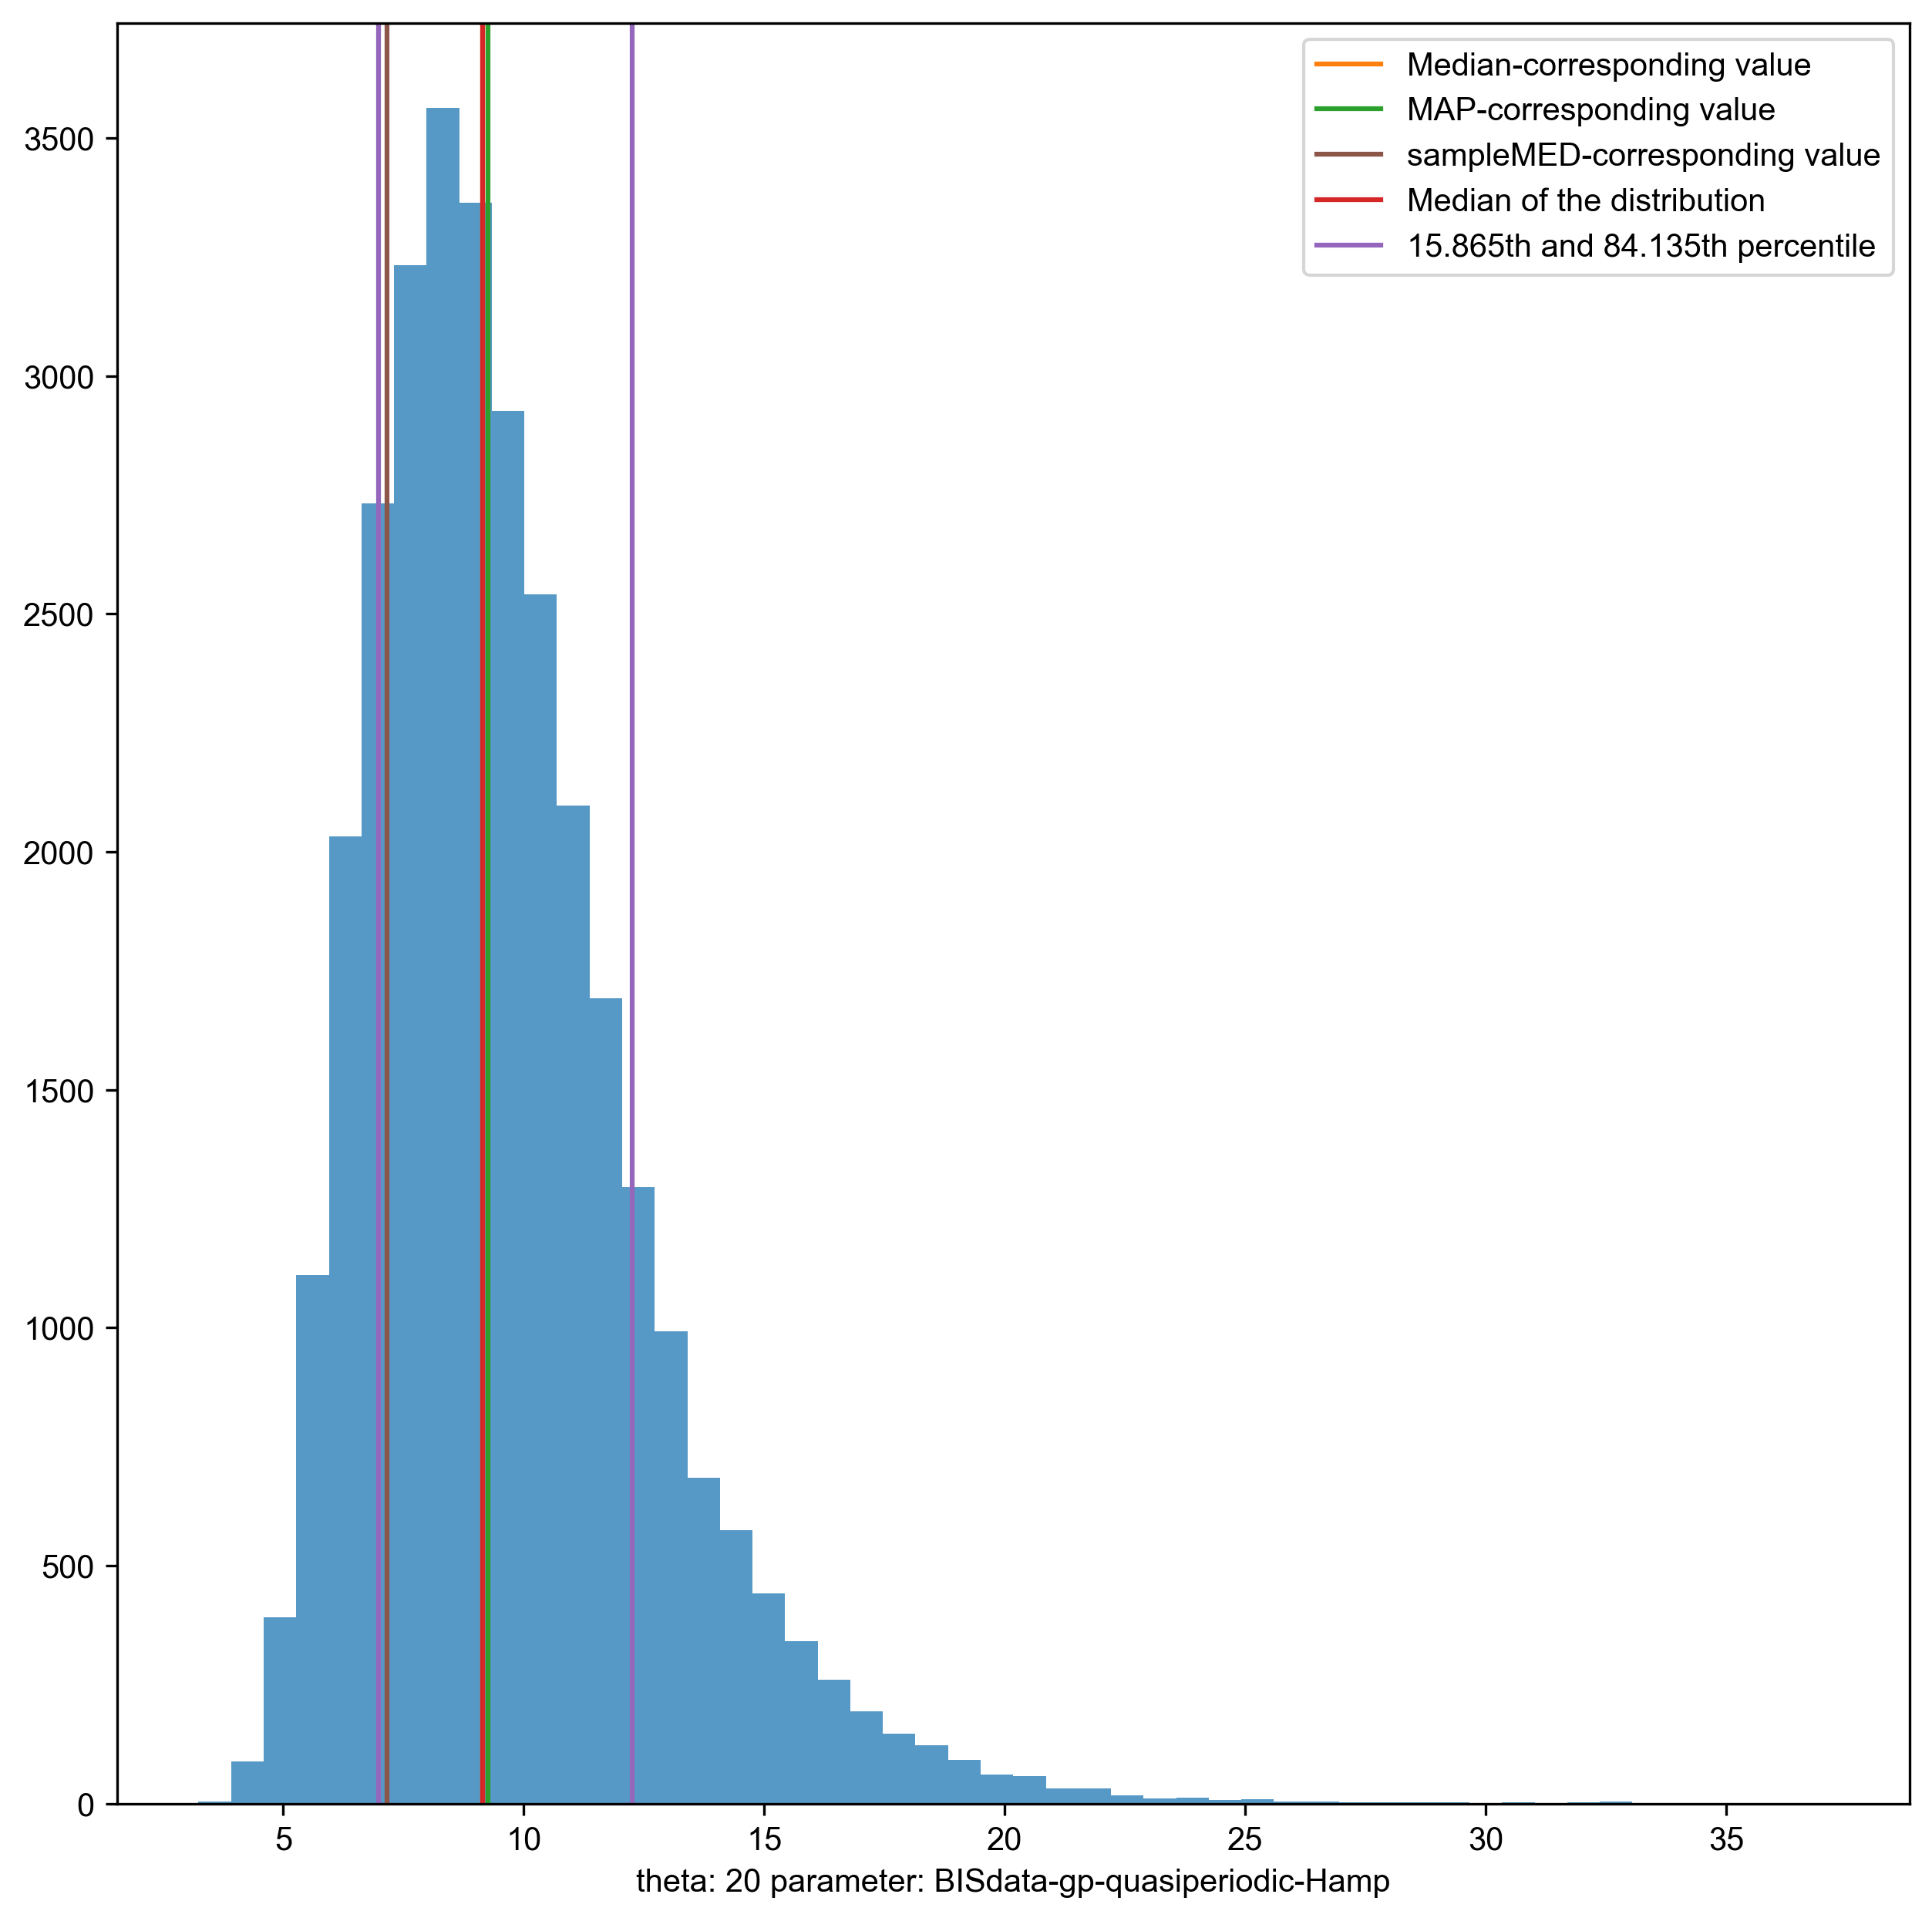 Median-corresponding value
MAP-corresponding value
sampleMED-corresponding value
Median of the distribution
15.865th and 84.135th percentile
3500
3000
2500
2000
1500
1000
500
0
5 10 15 20 25 30 35
theta: 20 parameter: BISdata-gp-quasiperiodic-Hamp